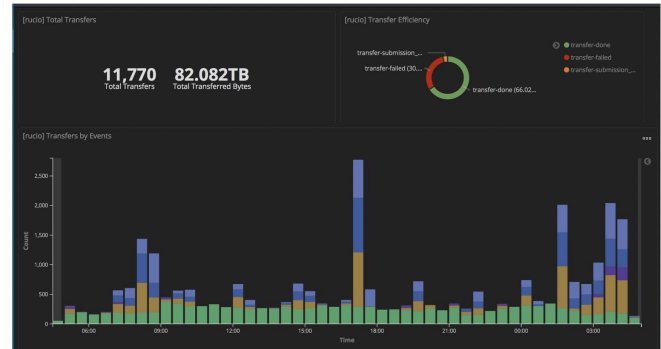 [rucio] Total Transfers
11,770
Total Transfers
82.082TB
Total Transferred Bytes
[rucio] Transfer Efficiency
transfer-submission_...
transfer-failed (30....
transfer-done (66.02...
transfer-done
transfer-failed
transfer-submission_...
[rucio] Transfers by Events
Count
2,500
2,000
1,500
1,000
500
0
06:00
09:00
12:00
15:00
18:00
21:00
00:00
03:00
Time